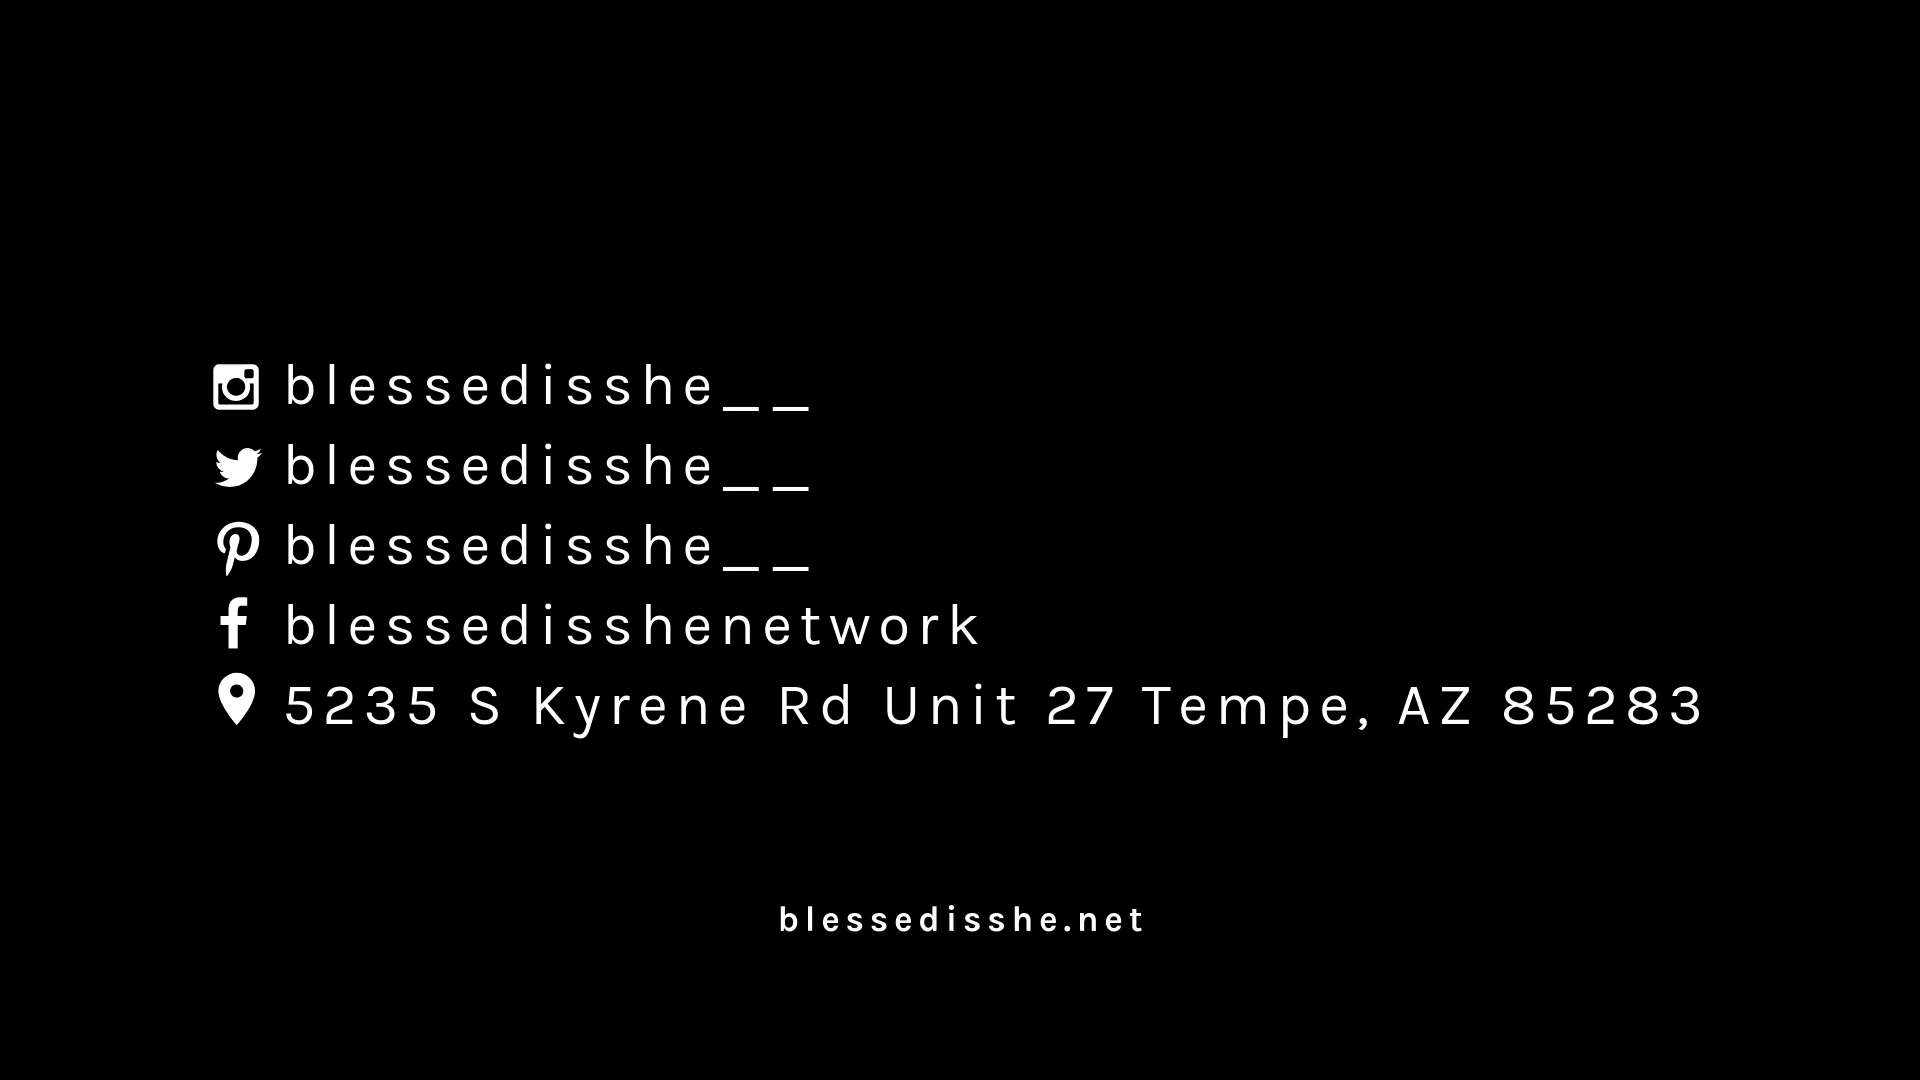 blessedisshe__
blessedisshe__
blessedisshe__
blessedisshenetwork
5235 S Kyrene Rd Unit 27 Tempe, AZ 85283
blessedisshe.net